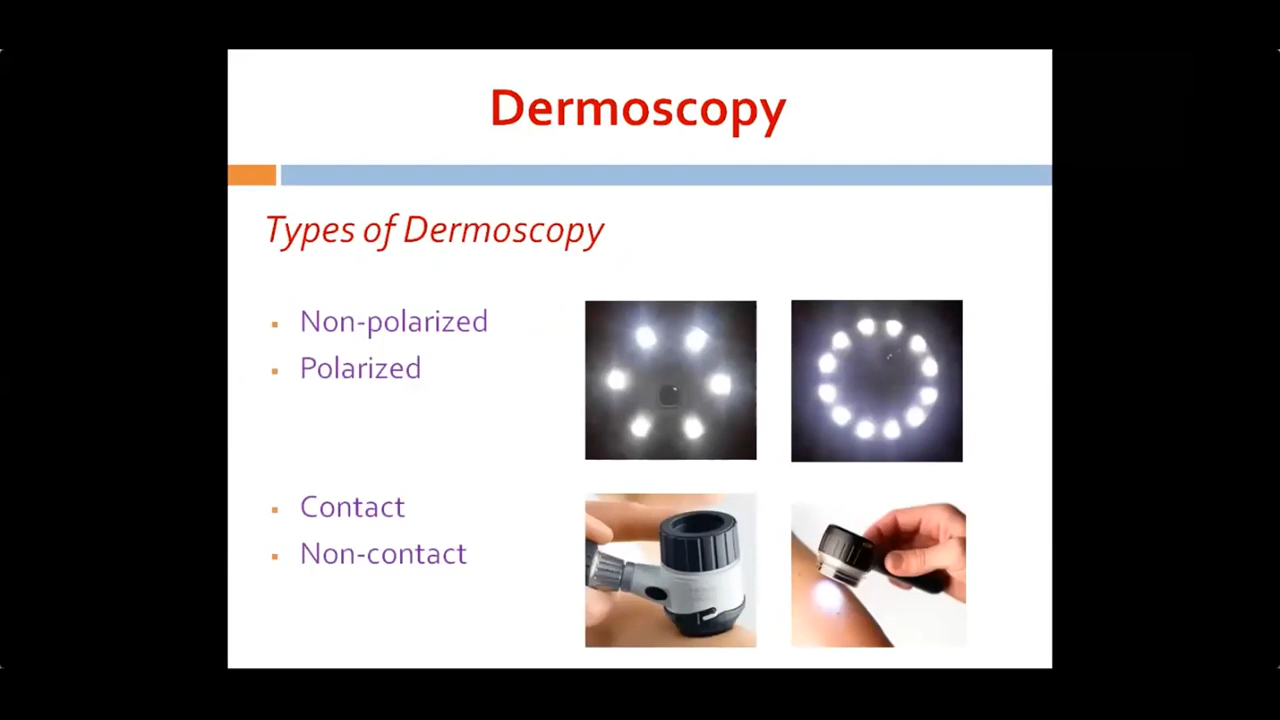 Dermoscopy
Types of Dermoscopy
Non-polarized
Polarized
Contact
Non-contact